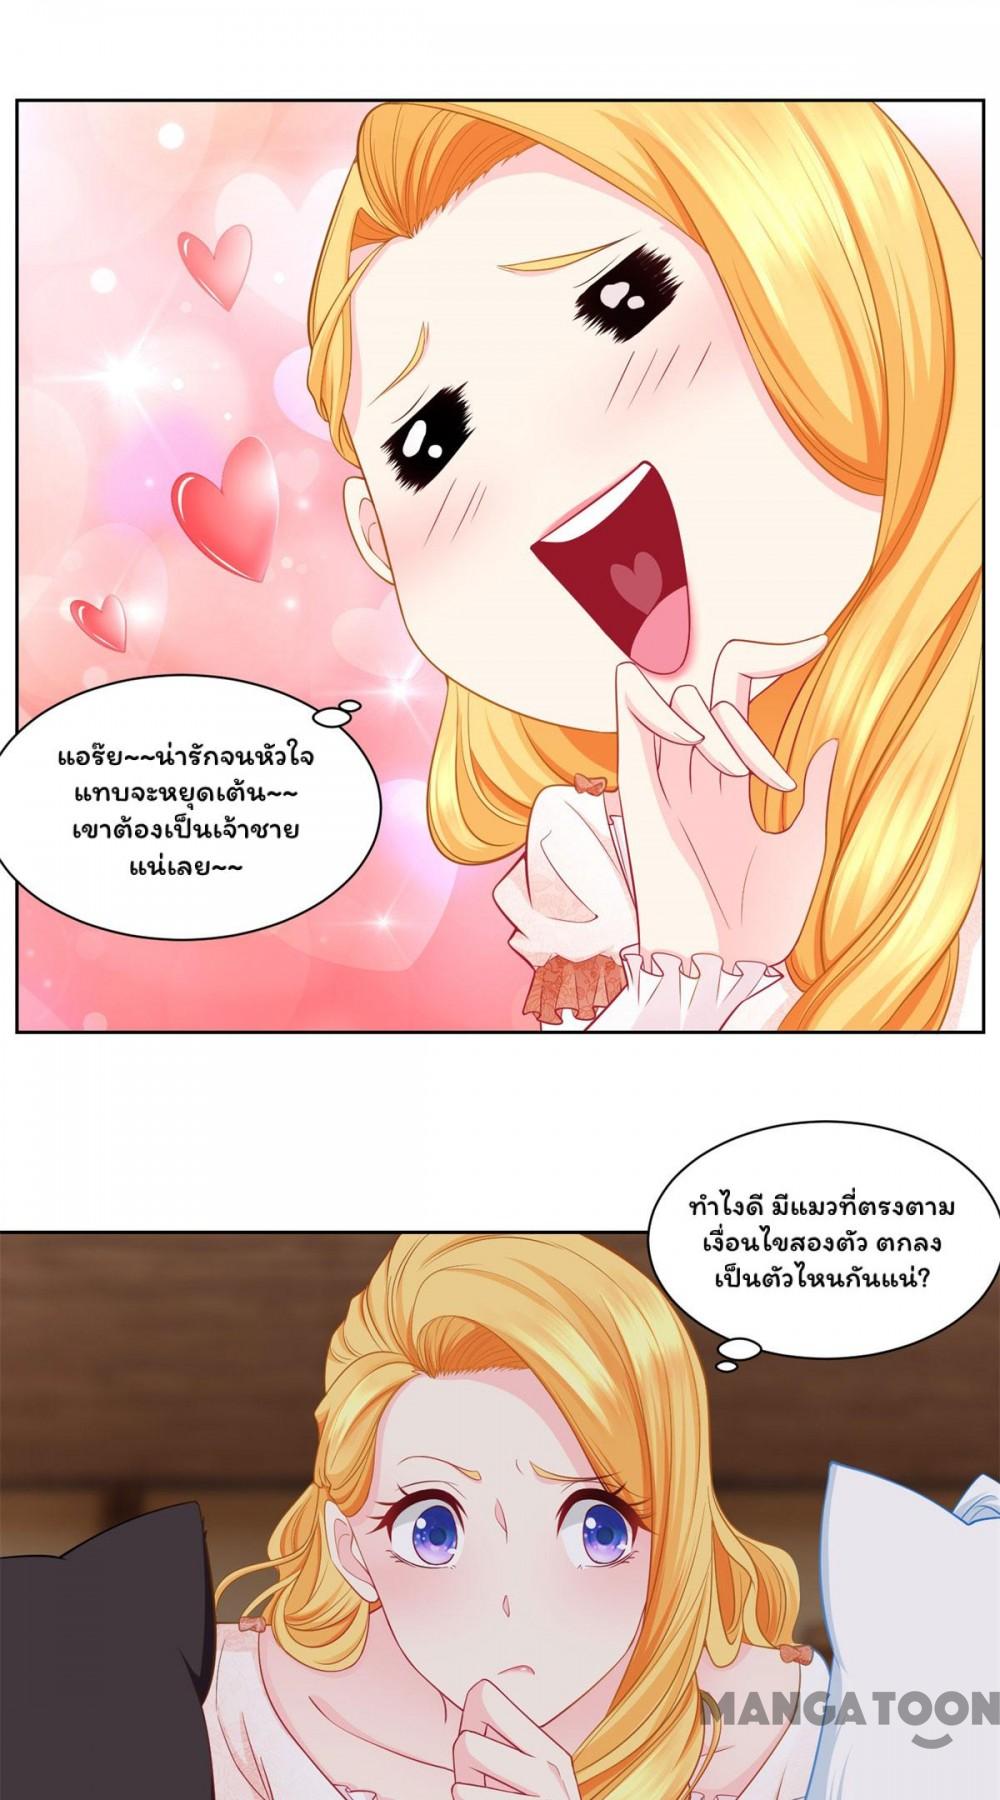 แอร๊ย~~น่ารักจนหัวใจ
แทบจะหยุดเต้น~~
เขาต้องเป็นเจ้าชาย
แน่เลย~~
ทำไงดี มีแมวที่ตรงตาม
เงื่อนไขสองตัว ตกลง
เป็นตัวไหนกันแน่?
MANGATOON